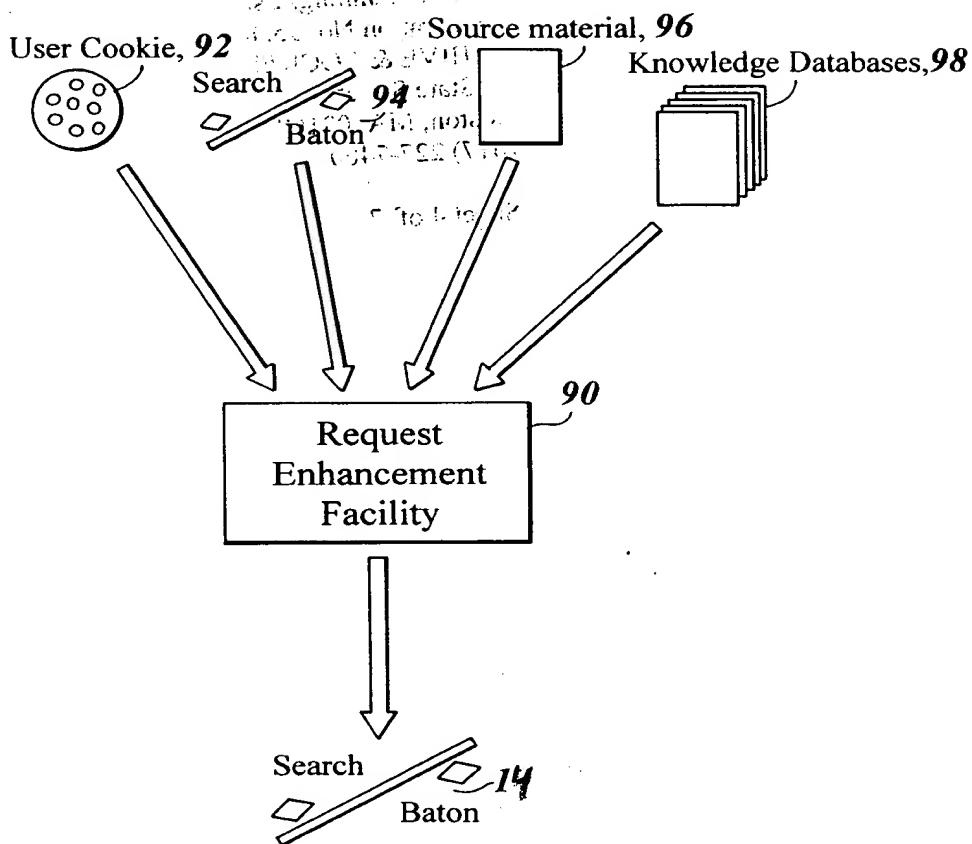 User Cookie, 92
Search
Baton 94
Source material, 96
Knowledge Databases, 98
Request
Enhancement
Facility
90
Search
Baton
14